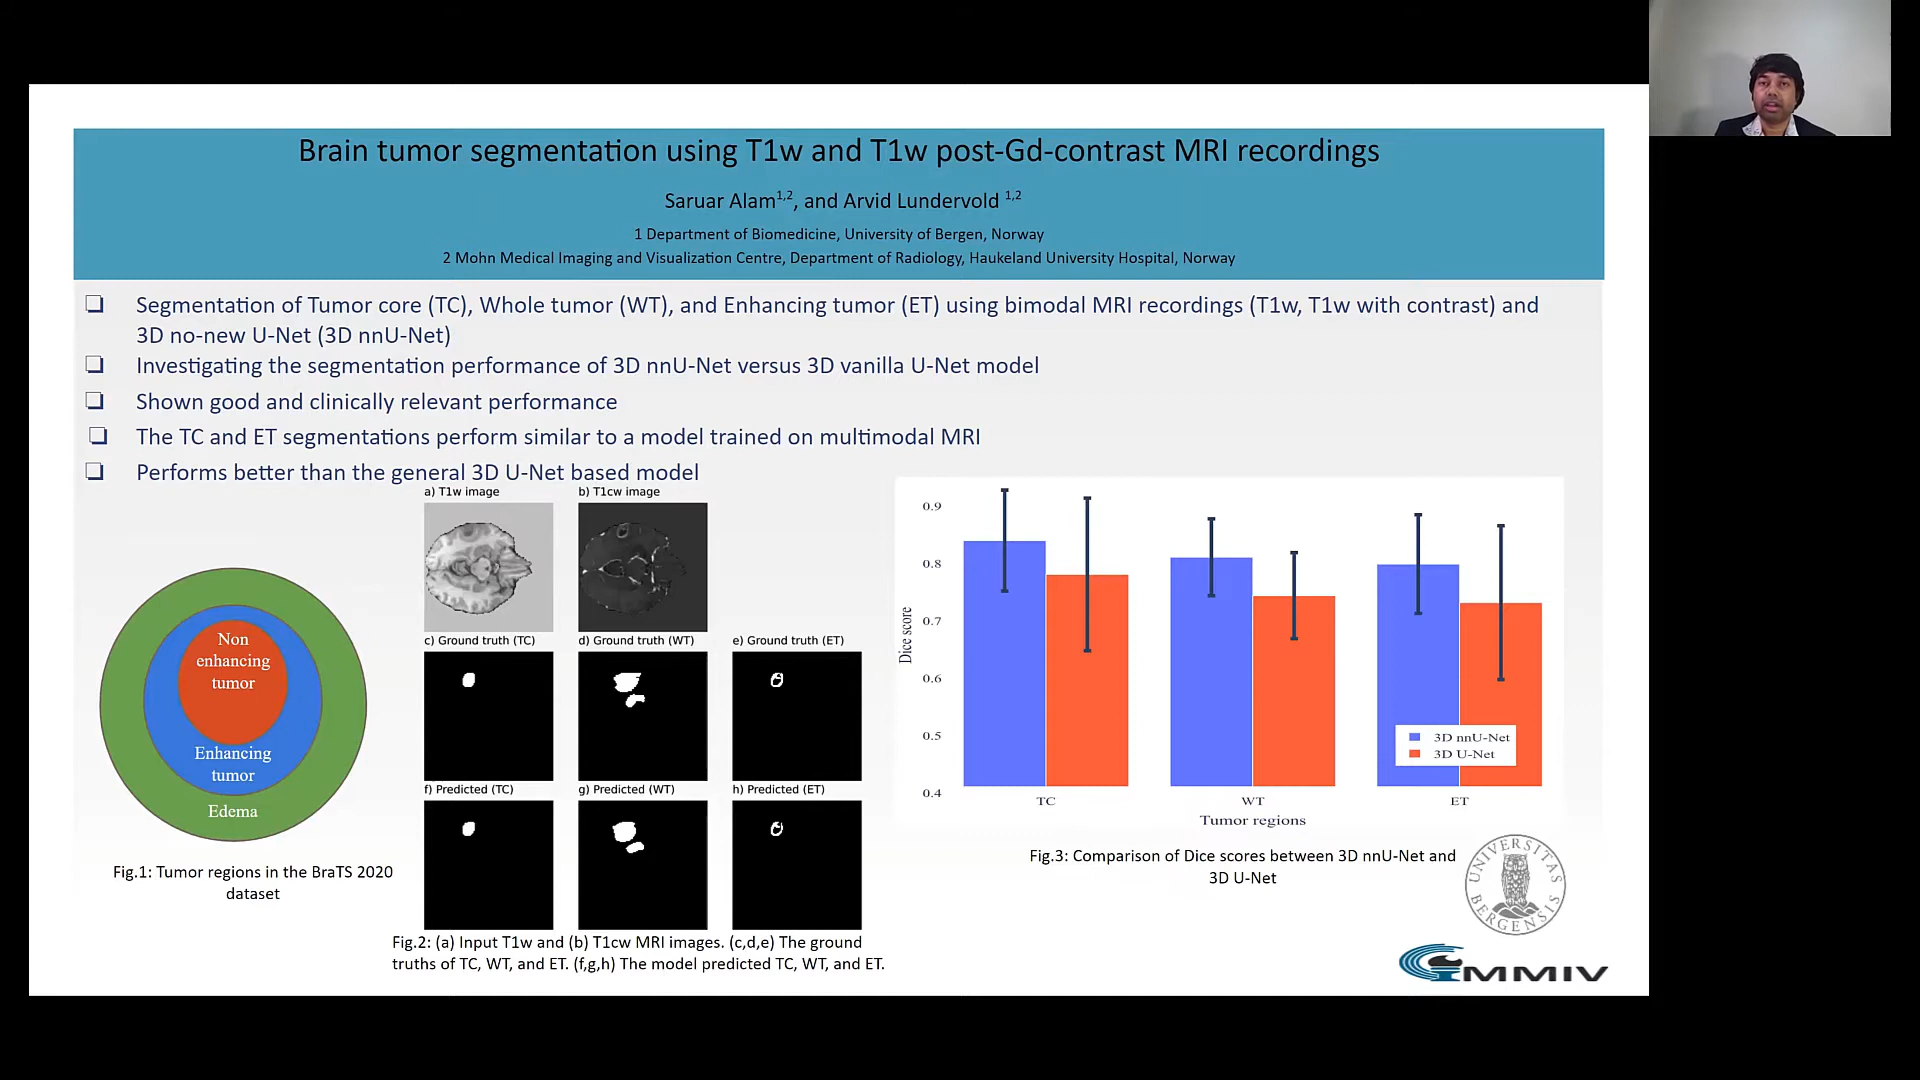 Brain tumor segmentation using T1w and T1w post-Gd-contrast MRI recordings
Saruar Alam1,2, and Arvid Lundervold 1,2
1 Department of Biomedicine, University of Bergen, Norway
2 Mohn Medical Imaging and Visualization Centre, Department of Radiology, Haukeland University Hospital, Norway
❑ Segmentation of Tumor core (TC), Whole tumor (WT), and Enhancing tumor (ET) using bimodal MRI recordings (T1w, T1w with contrast) and
3D no-new U-Net (3D nnU-Net)
❑ Investigating the segmentation performance of 3D nnU-Net versus 3D vanilla U-Net model
❑ Shown good and clinically relevant performance
❑ The TC and ET segmentations perform similar to a model trained on multimodal MRI
❑ Performs better than the general 3D U-Net based model
Non
enhancing
tumor
Enhancing
tumor
Edema
Fig.1: Tumor regions in the BraTS 2020
dataset
a) T1w image
b) T1cw image
c) Ground truth (TC)
d) Ground truth (WT)
e) Ground truth (ET)
f) Predicted (TC)
g) Predicted (WT)
h) Predicted (ET)
Fig.2: (a) Input T1w and (b) T1cw MRI images. (c,d,e) The ground
truths of TC, WT, and ET. (f,g,h) The model predicted TC, WT, and ET.
Dice score
0.9
0.8
0.7
0.6
0.5
0.4
TC
WT
ET
Tumor regions
3D nnU-Net
3D U-Net
Fig.3: Comparison of Dice scores between 3D nnU-Net and
3D U-Net
UNIVERSITAS
BERGENSIS
MMIV